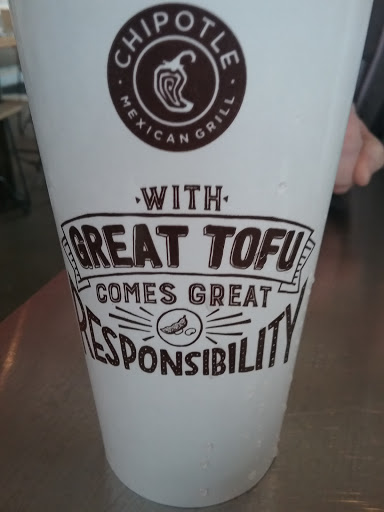 CHIPOTLE
MEXICAN GRILL
·WITH·
GREAT TOFU
COMES GREAT
RESPONSIBILITY